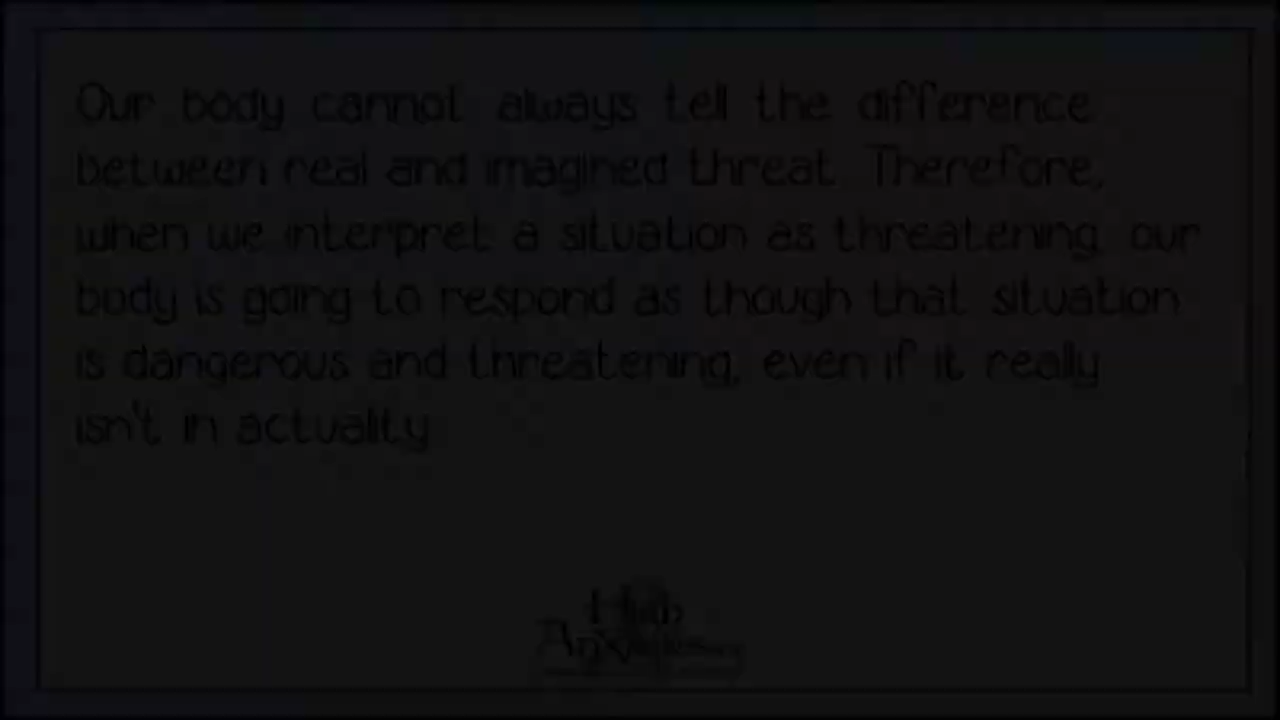 Our body cannot always tell the difference
between real and imagined threat. Therefore,
when we interpret a situation as threatening, our
body is going to respond as though that situation
is dangerous and threatening, even if it really
isn't in actuality